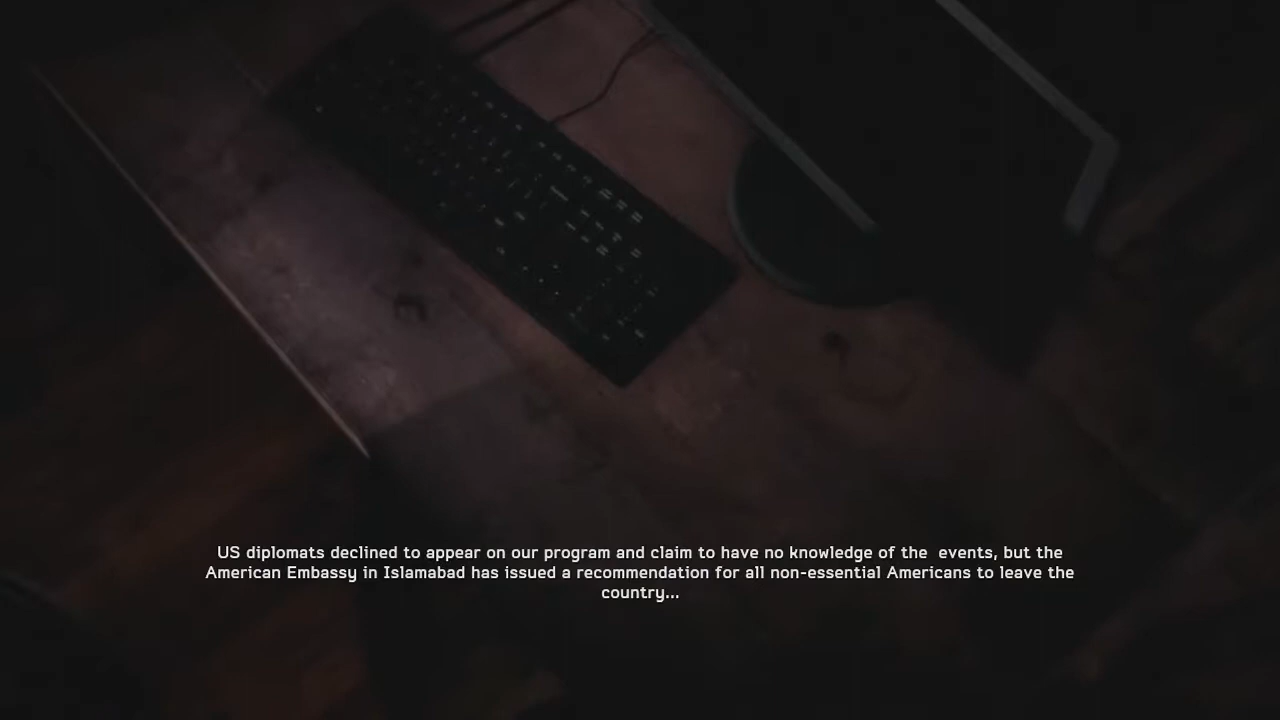 US diplomats declined to appear on our program and claim to have no knowledge of the  events, but the
American Embassy in Islamabad has issued a recommendation for all non-essential Americans to leave the
country...